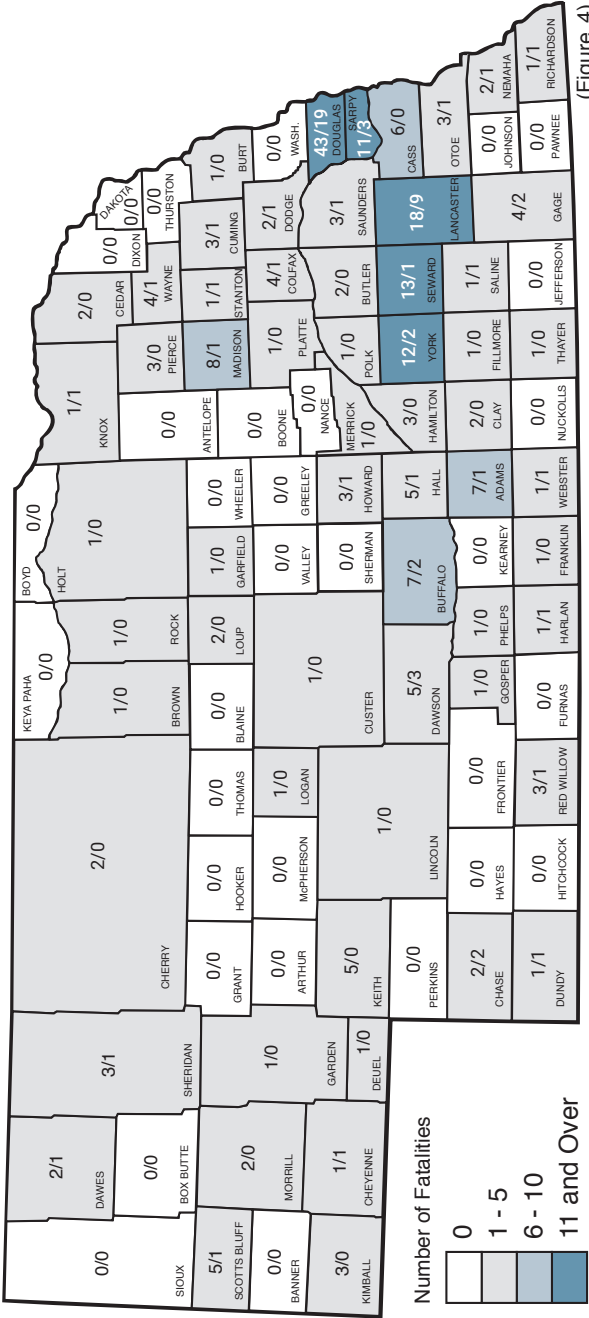 0/0
SIOUX
2/1
DAWES
0/0
BOX BUTTE
3/1
SHERIDAN
2/0
CHERRY
0/0
KEYA PAHA
1/0
BROWN
1/0
ROCK
0/0
BOYD
1/0
HOLT
1/1
KNOX
2/0
CEDAR
0/0
DIXON
0/0
DAKOTA
0/0
THURSTON
0/0
ANTELOPE
3/0
PIERCE
4/1
WAYNE
5/1
SCOTTS BLUFF
0/0
BANNER
3/0
KIMBALL
2/0
MORRILL
1/1
CHEYENNE
1/0
GARDEN
1/0
DEUEL
0/0
GRANT
0/0
HOOKER
0/0
THOMAS
0/0
BLAINE
2/0
LOUP
1/0
GARFIELD
0/0
WHEELER
0/0
BOONE
8/1
MADISON
1/1
STANTON
3/1
CUMING
1/0
BURT
0/0
ARTHUR
0/0
McPHERSON
1/0
LOGAN
1/0
CUSTER
0/0
VALLEY
0/0
GREELEY
0/0
NANCE
1/0
PLATTE
4/1
COLFAX
2/1
DODGE
0/0
WASH.
5/0
KEITH
1/0
LINCOLN
0/0
SHERMAN
3/1
HOWARD
MERRICK
1/0
1/0
POLK
2/0
BUTLER
3/1
SAUNDERS
43/19
DOUGLAS
SARPY
11/3
0/0
PERKINS
5/3
DAWSON
7/2
BUFFALO
5/1
HALL
3/0
HAMILTON
12/2
YORK
13/1
SEWARD
18/9
LANCASTER
6/0
CASS
3/1
OTOE
2/2
CHASE
0/0
HAYES
0/0
FRONTIER
1/0
GOSPER
1/0
PHELPS
0/0
KEARNEY
7/1
ADAMS
2/0
CLAY
1/0
FILLMORE
1/1
SALINE
4/2
GAGE
0/0
JOHNSON
2/1
NEMAHA
1/1
DUNDY
0/0
HITCHCOCK
3/1
RED WILLOW
0/0
FURNAS
1/1
HARLAN
1/0
FRANKLIN
1/1
WEBSTER
0/0
NUCKOLLS
1/0
THAYER
0/0
JEFFERSON
0/0
PAWNEE
1/1
RICHARDSON
Number of Fatalities
0
1 - 5
6 - 10
11 and Over
(Figure 4)